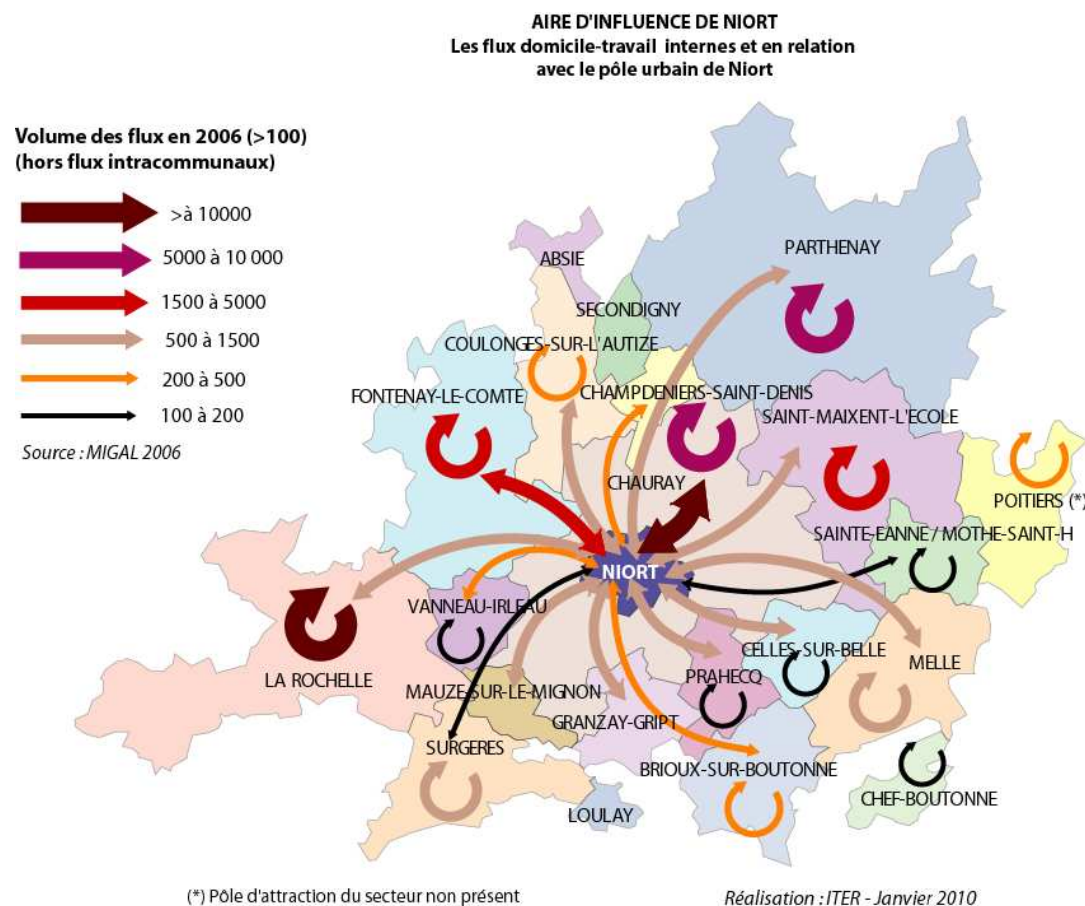 AIRE D'INFLUENCE DE NIORT
Les flux domicile-travail internes et en relation
avec le pôle urbain de Niort
Volume des flux en 2006 (>100)
(hors flux intracommunaux)
>à 10000
5000 à 10 000
1500 à 5000
500 à 1500
200 à 500
100 à 200
Source : MIGAL 2006
PARTHENAY
ABSIE
SECONDIGNY
COULONGES-SUR-L'AUTIZE
FONTENAY-LE-COMTE
CHAMPDENIERS-SAINT-DENIS
SAINT-MAIXENT-L'ECOLE
CHAURAY
POITIERS (*)
SAINTE-EANNE / MOTHE-SAINT-H
NIORT
VANNEAU-IRLEAU
CELLES-SUR-BELLE
MELLE
LA ROCHELLE
PRAHECQ
MAUZE-SUR-LE-MIGNON
GRANZAY-GRIPT
SURGERES
BRIOUX-SUR-BOUTONNE
CHEF-BOUTONNE
LOULAY
(*) Pôle d'attraction du secteur non présent
Réalisation : ITER - Janvier 2010